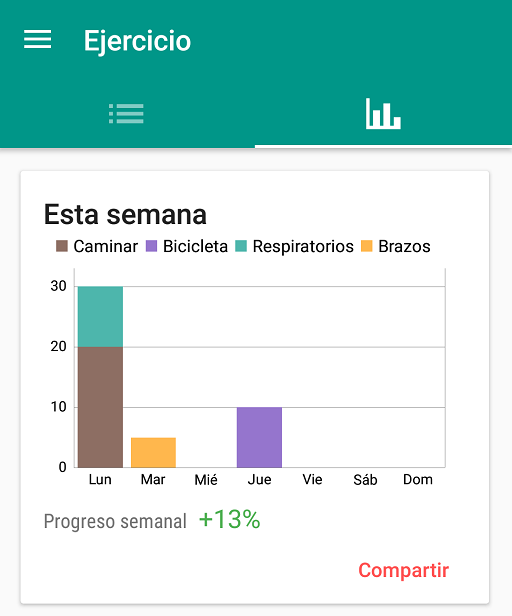 Ejercicio
Esta semana
Caminar Bicicleta Respiratorios Brazos
30
20
10
0
Lun Mar Mié Jue Vie Sáb Dom
Progreso semanal +13%
Compartir